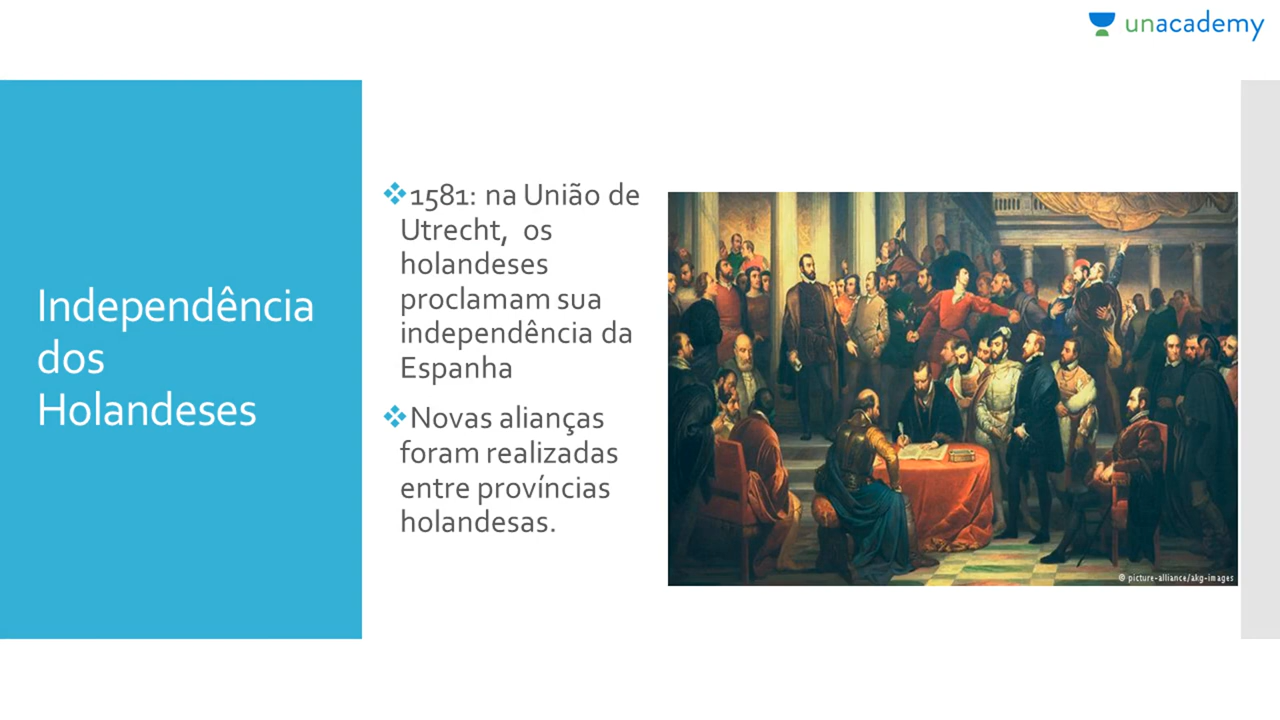 unacademy
Independência
dos
Holandeses
❖1581: na União de
Utrecht, os
holandeses
proclamam sua
independência da
Espanha
❖Novas alianças
foram realizadas
entre províncias
holandesas.
© picture-alliance/akg-images